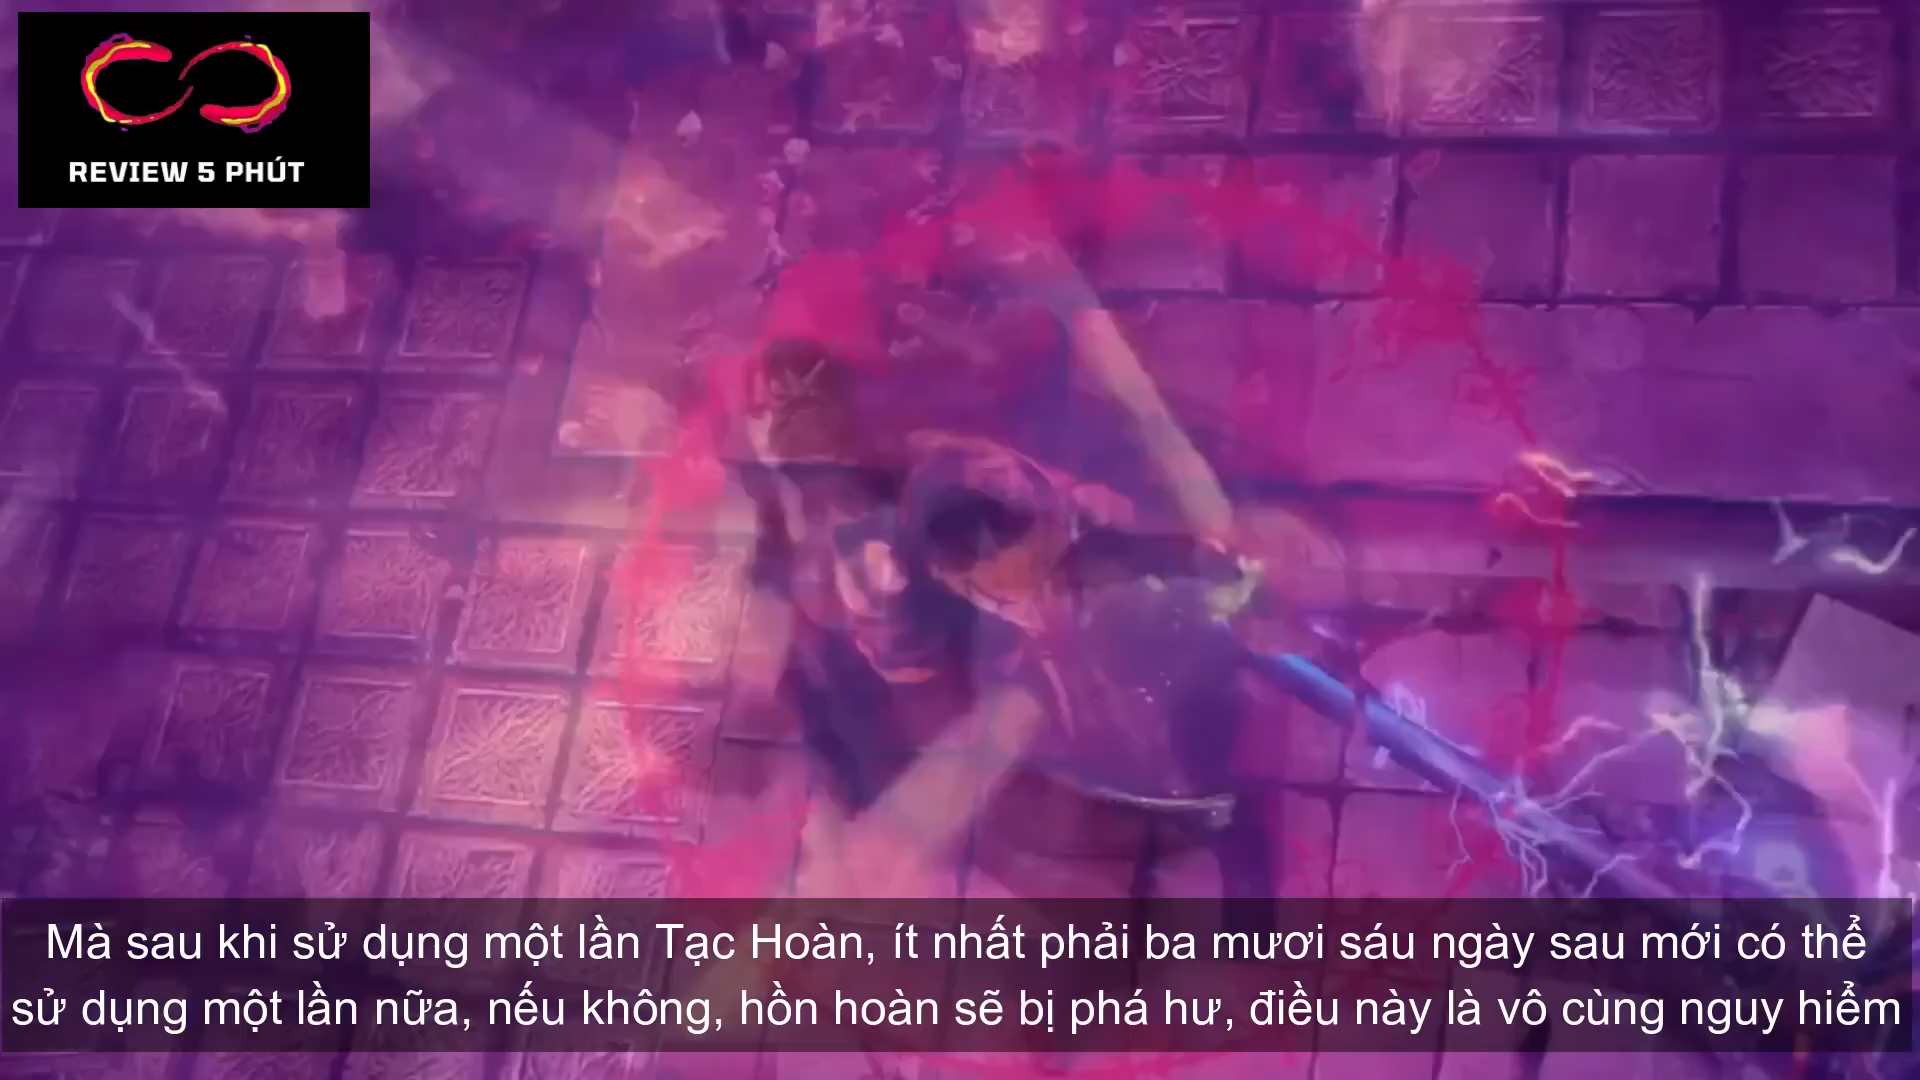 REVIEW 5 PHÚT
Mà sau khi sử dụng một lần Tạc Hoàn, ít nhất phải ba mươi sáu ngày sau mới có thể
sử dụng một lần nữa, nếu không, hồn hoàn sẽ bị phá hư, điều này là vô cùng nguy hiểm